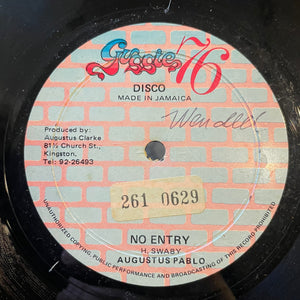 Gussie 76
DISCO
MADE IN JAMAICA
Wendell
Produced by:
Augustus Clarke
81½ Church St.,
Kingston.
Tel: 92-26493
261 0629
NO ENTRY
H. SWABY
AUGUSTUS PABLO
UNAUTHORIZED COPYING, PUBLIC PERFORMANCE AND BROADCASTING OF THIS RECORD PROHIBITED